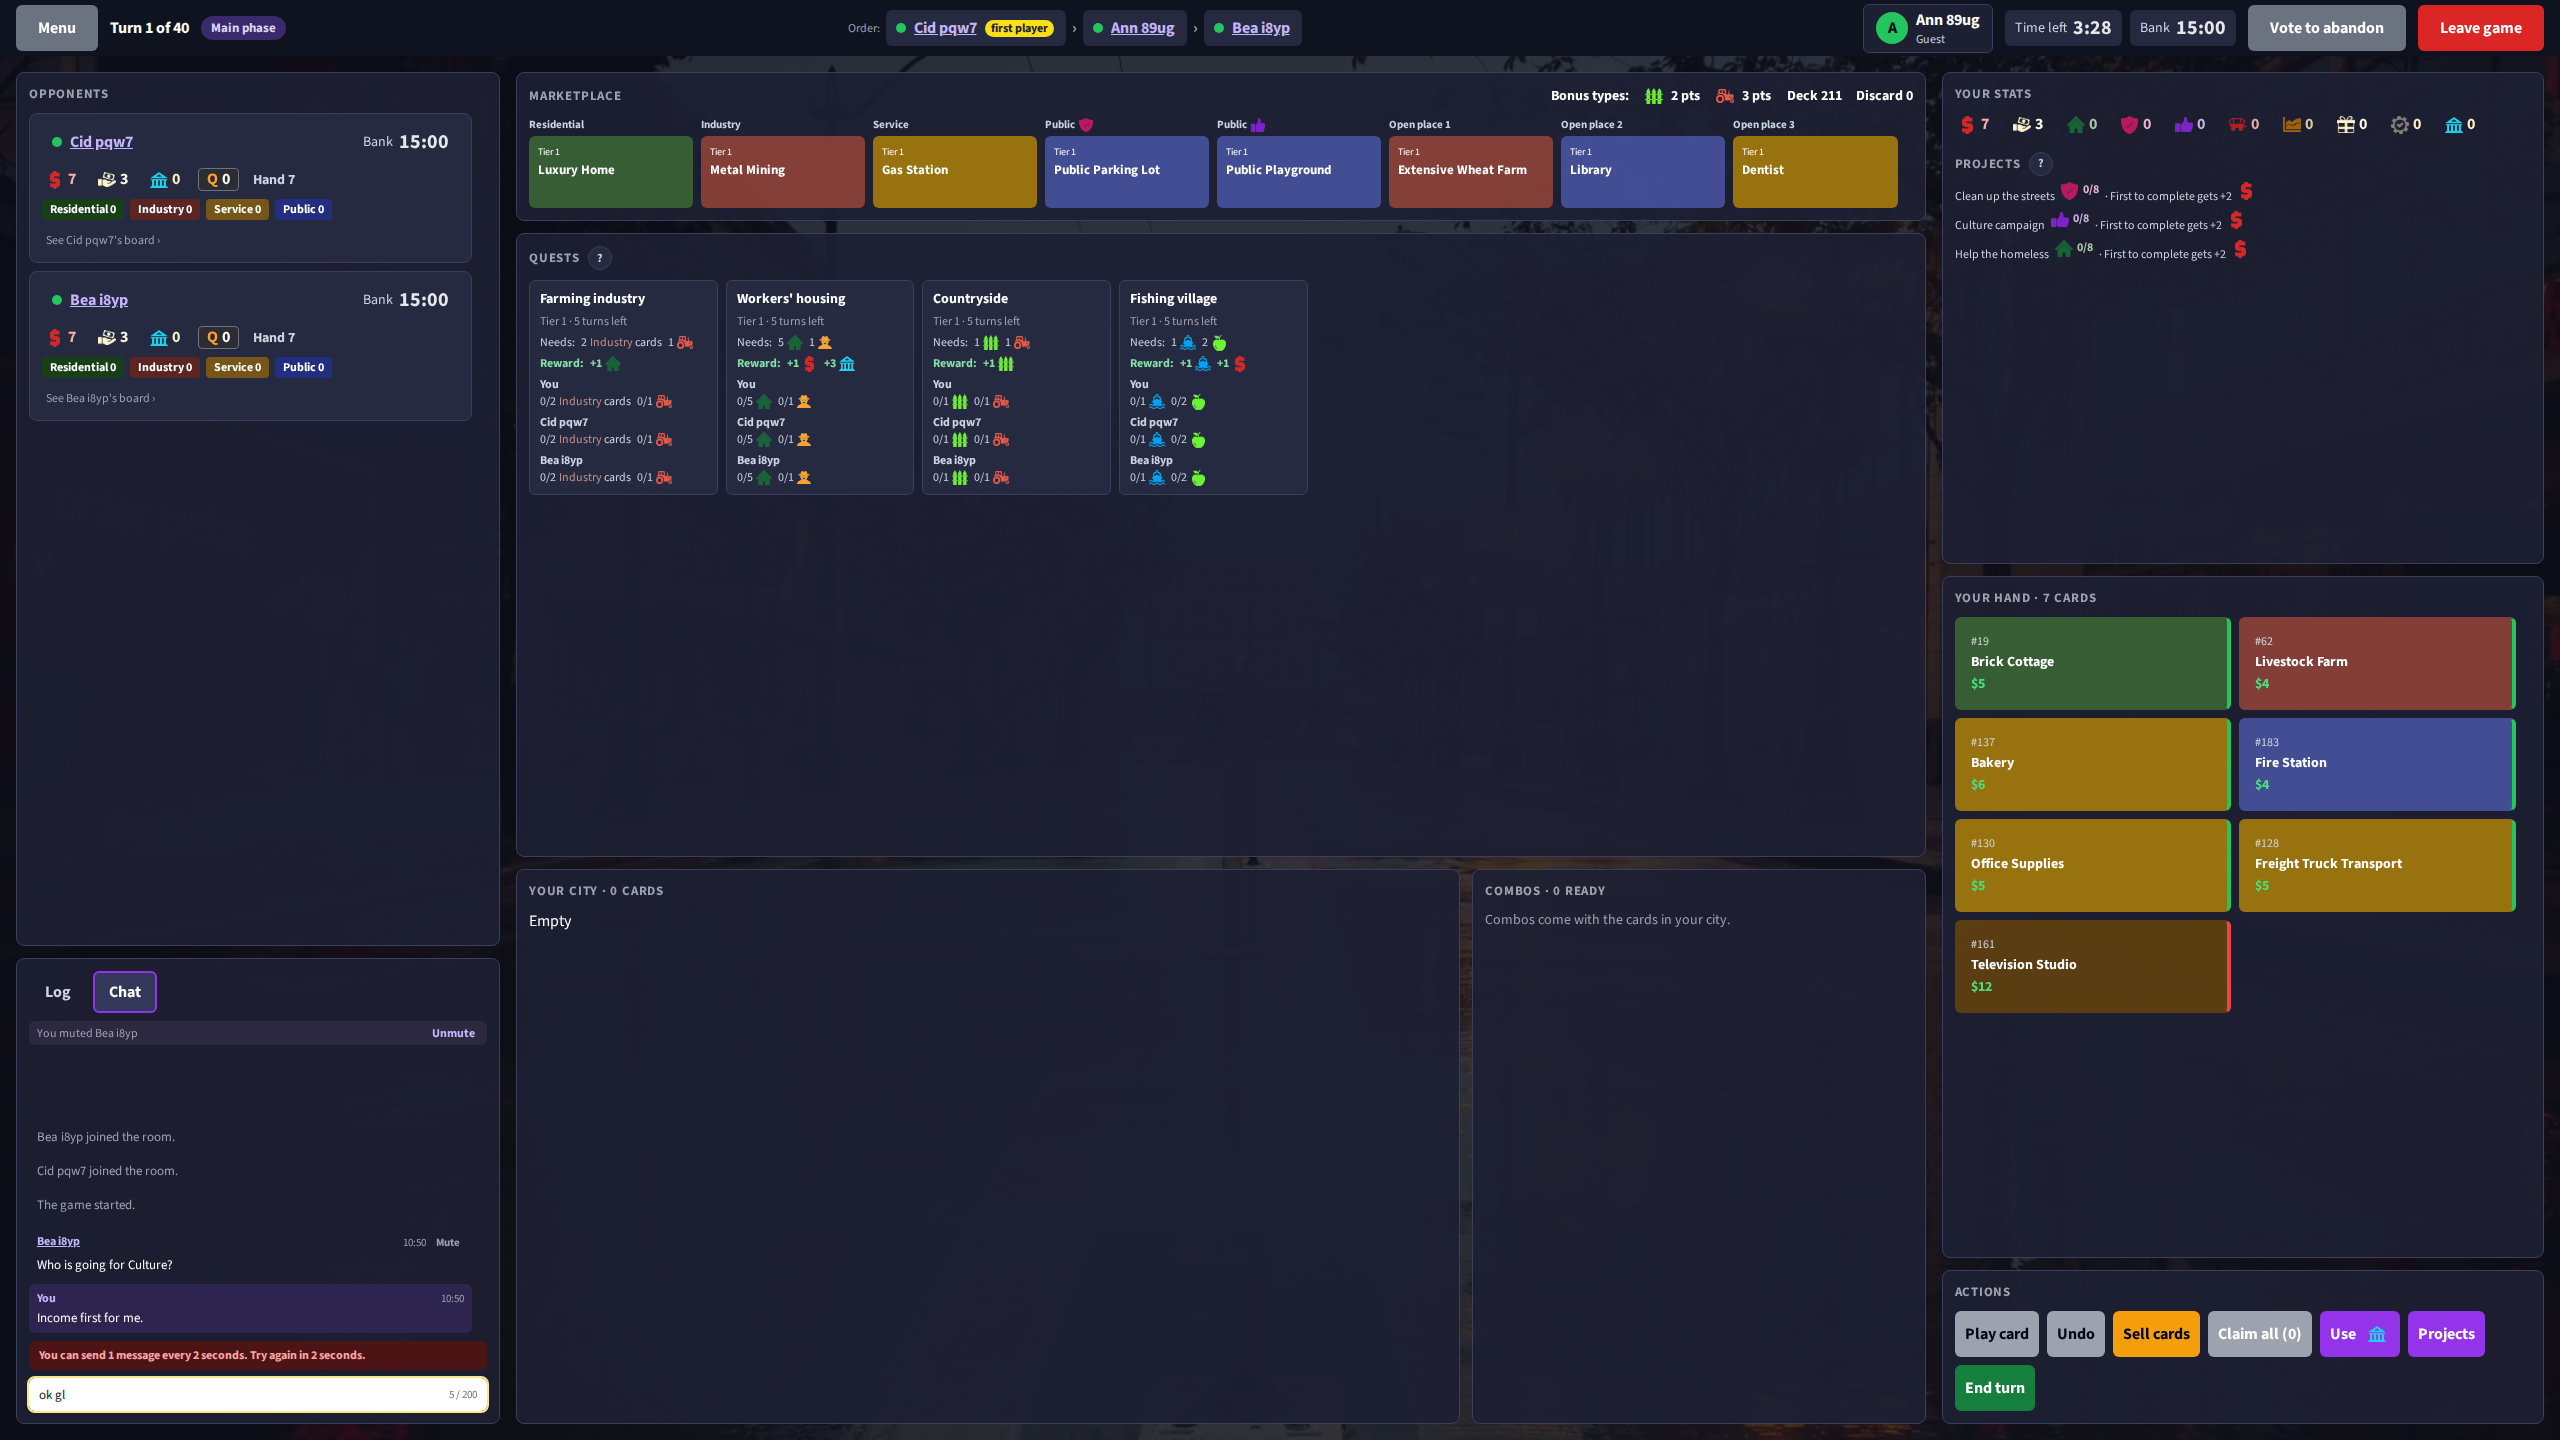 Menu
Turn 1 of 40
Main phase
Order:
Cid pqw7 first player
›
Ann 89ug
›
Bea i8yp
A
Ann 89ug
Guest
Time left 3:28
Bank 15:00
Vote to abandon
Leave game
OPPONENTS
Cid pqw7
Bank 15:00
7 3 0 Q 0 Hand 7
Residential 0 Industry 0 Service 0 Public 0
See Cid pqw7's board ›
Bea i8yp
Bank 15:00
7 3 0 Q 0 Hand 7
Residential 0 Industry 0 Service 0 Public 0
See Bea i8yp's board ›
MARKETPLACE
Bonus types: 2 pts 3 pts Deck 211 Discard 0
Residential
Tier 1
Luxury Home
Industry
Tier 1
Metal Mining
Service
Tier 1
Gas Station
Public
Tier 1
Public Parking Lot
Public
Tier 1
Public Playground
Open place 1
Tier 1
Extensive Wheat Farm
Open place 2
Tier 1
Library
Open place 3
Tier 1
Dentist
QUESTS ?
Farming industry
Tier 1 · 5 turns left
Needs: 2 Industry cards 1
Reward: +1
You
0/2 Industry cards 0/1
Cid pqw7
0/2 Industry cards 0/1
Bea i8yp
0/2 Industry cards 0/1
Workers' housing
Tier 1 · 5 turns left
Needs: 5 1
Reward: +1 +3
You
0/5 0/1
Cid pqw7
0/5 0/1
Bea i8yp
0/5 0/1
Countryside
Tier 1 · 5 turns left
Needs: 1 1
Reward: +1
You
0/1 0/1
Cid pqw7
0/1 0/1
Bea i8yp
0/1 0/1
Fishing village
Tier 1 · 5 turns left
Needs: 1 2
Reward: +1 +1
You
0/1 0/2
Cid pqw7
0/1 0/2
Bea i8yp
0/1 0/2
YOUR CITY · 0 CARDS
Empty
COMBOS · 0 READY
Combos come with the cards in your city.
YOUR STATS
7 3 0 0 0 0 0 0 0 0
PROJECTS ?
Clean up the streets 0/8 · First to complete gets +2
Culture campaign 0/8 · First to complete gets +2
Help the homeless 0/8 · First to complete gets +2
YOUR HAND · 7 CARDS
#19
Brick Cottage
$5
#62
Livestock Farm
$4
#137
Bakery
$6
#183
Fire Station
$4
#130
Office Supplies
$5
#128
Freight Truck Transport
$5
#161
Television Studio
$12
ACTIONS
Play card
Undo
Sell cards
Claim all (0)
Use
Projects
End turn
Log
Chat
You muted Bea i8yp
Unmute
Bea i8yp joined the room.
Cid pqw7 joined the room.
The game started.
Bea i8yp 10:50 Mute
Who is going for Culture?
You 10:50
Income first for me.
You can send 1 message every 2 seconds. Try again in 2 seconds.
ok gl
5 / 200